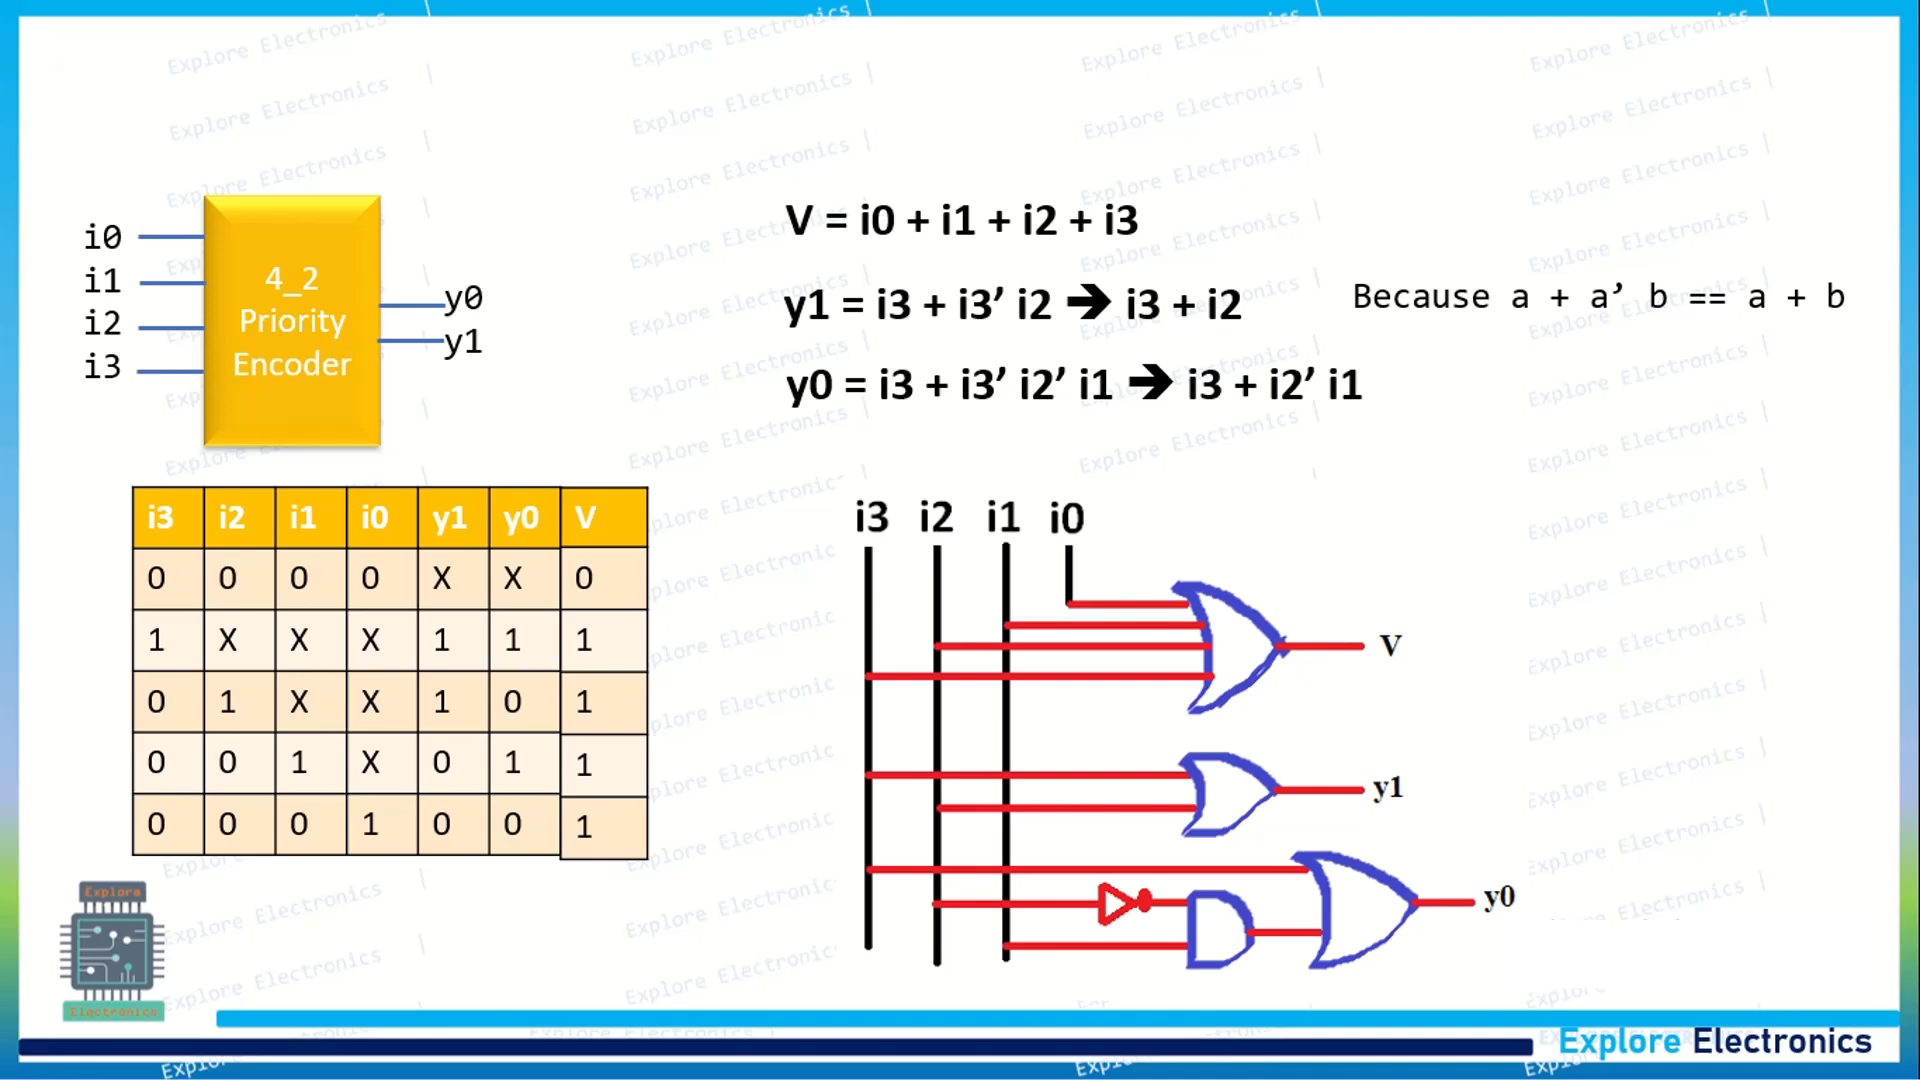 i0
i1
i2
i3
4_2
Priority
Encoder
y0
y1
V = i0 + i1 + i2 + i3
y1 = i3 + i3’ i2 🡺 i3 + i2
Because a + a’ b == a + b
y0 = i3 + i3’ i2’ i1 🡺 i3 + i2’ i1
i3 i2 i1 i0 y1 y0 V
0 0 0 0 X X 0
1 X X X 1 1 1
0 1 X X 1 0 1
0 0 1 X 0 1 1
0 0 0 1 0 0 1
i3 i2 i1 i0
V
y1
y0
Explore
Electronics
Explore Electronics